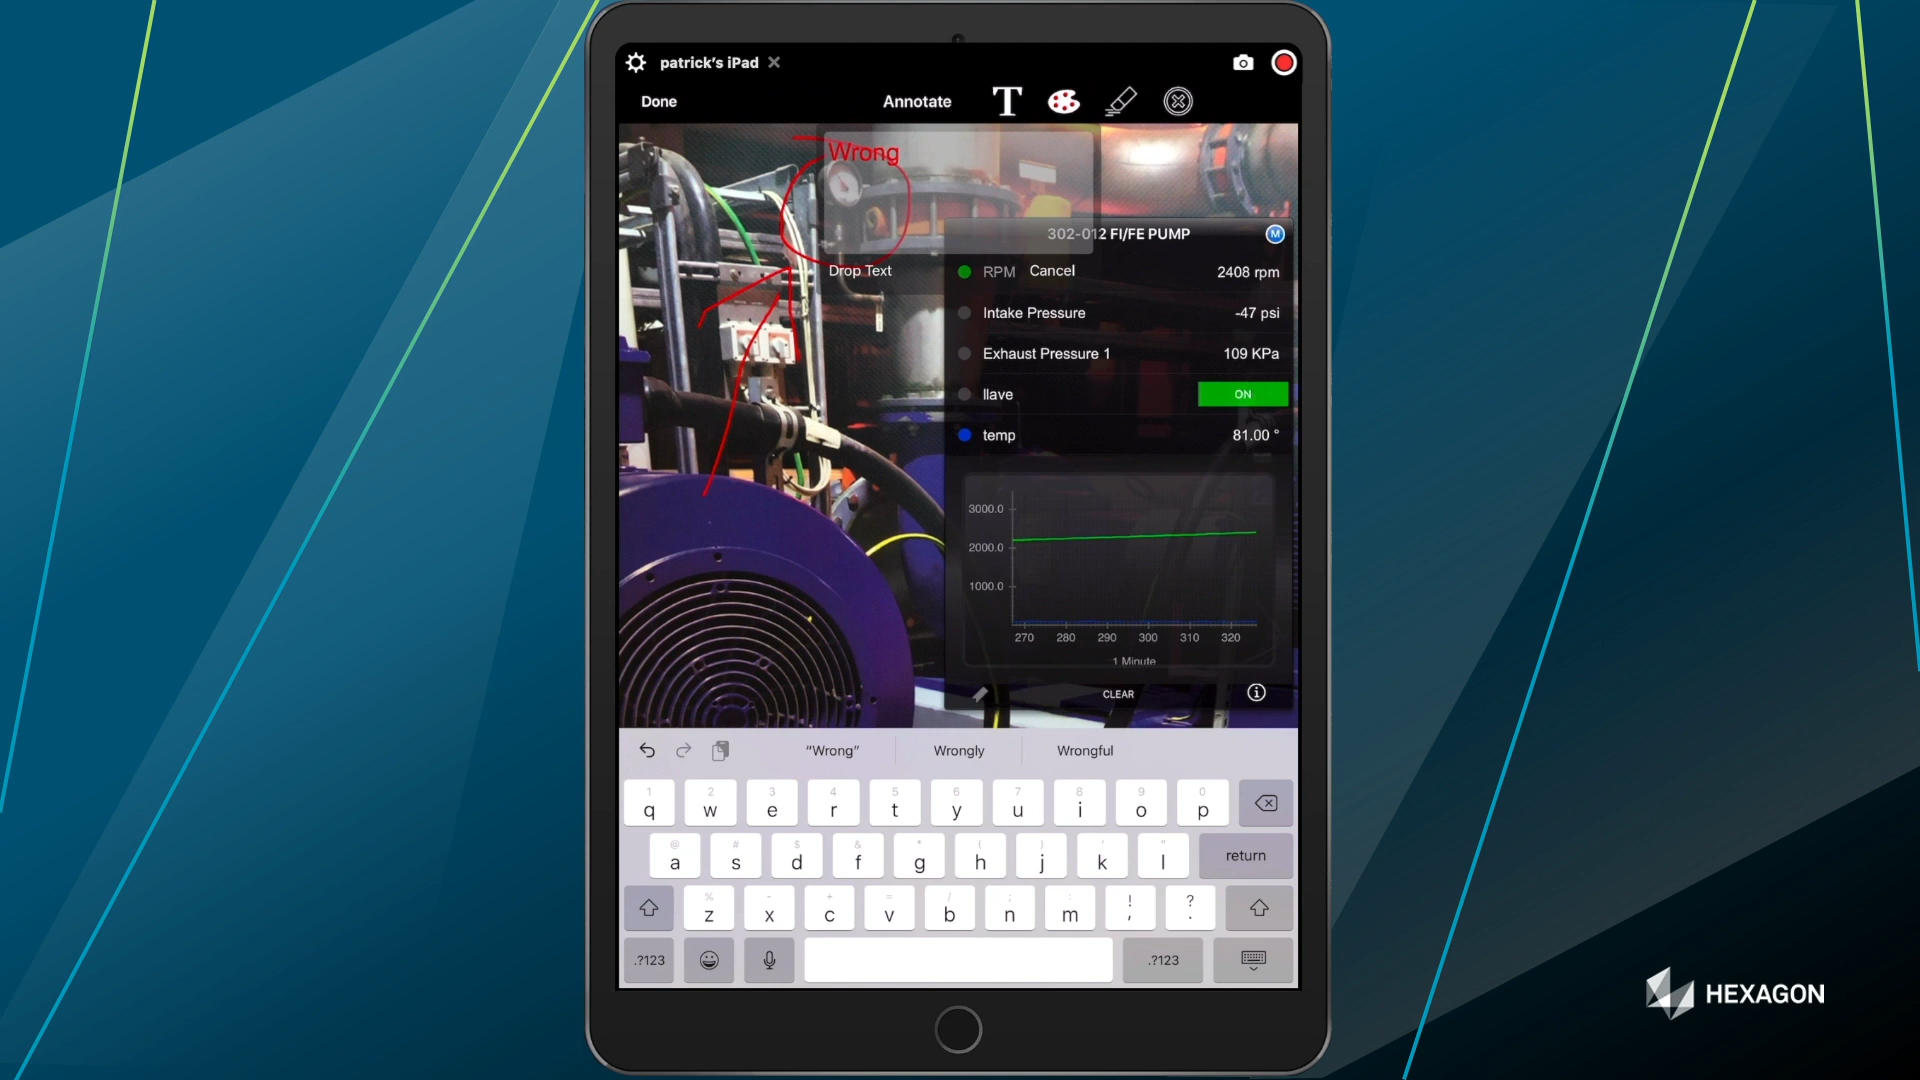 patrick's iPad
Done
Annotate
T
Wrong
302-012 FI/FE PUMP
M
Drop Text
RPM
Cancel
2408 rpm
Intake Pressure
-47 psi
Exhaust Pressure 1
109 KPa
llave
ON
temp
81.00 °
3000.0
2000.0
1000.0
270 280 290 300 310 320
1 Minute
CLEAR
“Wrong” Wrongly Wrongful
1 2 3 4 5 6 7 8 9 0
q w e r t y u i o p
@ # $ & * ( ) ' "
a s d f g h j k l return
% - + = / ; : ! ?
z x c v b n m , .
.?123 .?123
HEXAGON